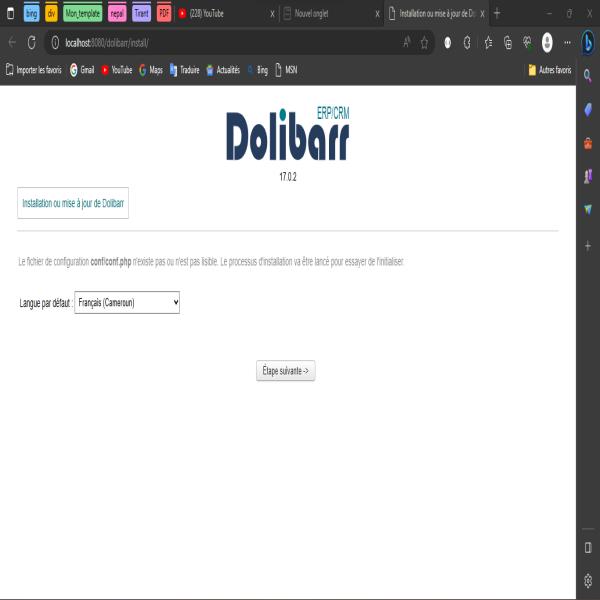 bing div Mon_template nepal Tirant PDF (228) YouTube Nouvel onglet Installation ou mise à jour de Do
localhost:8080/dolibarr/install/
Importer les favoris Gmail YouTube Maps Traduire Actualités Bing MSN Autres favoris
ERP/CRM
Dolibarr
17.0.2
Installation ou mise à jour de Dolibarr
Le fichier de configuration conf/conf.php n'existe pas ou n'est pas lisible. Le processus d'installation va être lancé pour essayer de l'initialiser.
Langue par défaut : Français (Cameroun)
Étape suivante ->